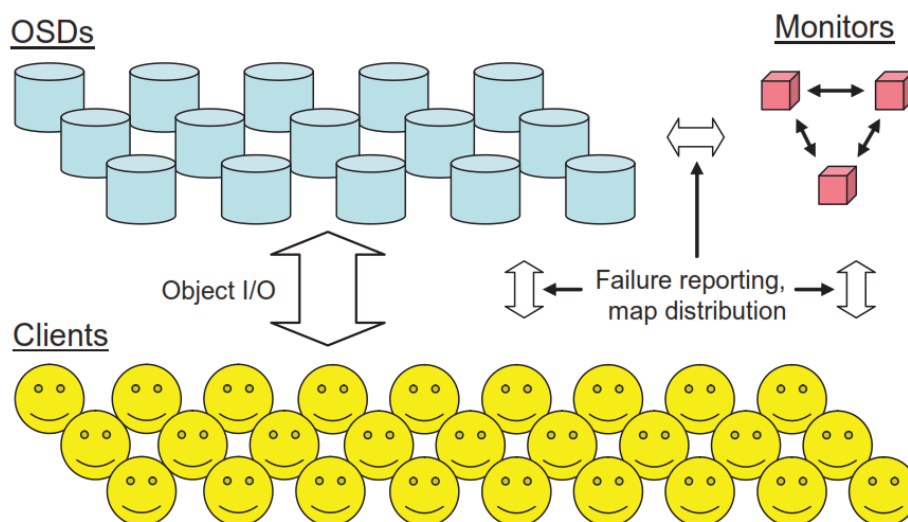 OSDs
Monitors
Object I/O
Failure reporting,
map distribution
Clients